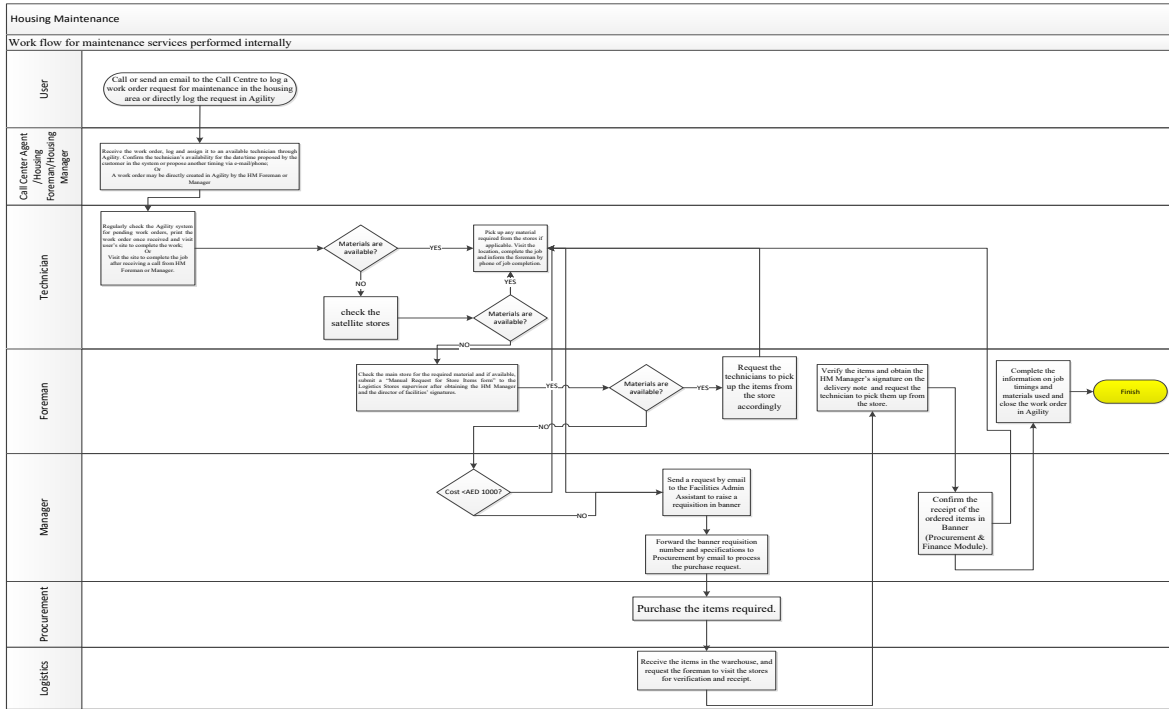 Housing Maintenance
Work flow for maintenance services performed internally
User
Call or send an email to the Call Centre to log a
work order request for maintenance in the housing
area or directly log the request in Agility
Call Center Agent
/Housing
Foreman/Housing
Manager
Receive the work order, log and assign it to an available technician through
Agility. Confirm the technician's availability for the date/time proposed by the
customer in the system or propose another timing via e-mail/phone;
Or
A work order may be directly created in Agility by the HM Foreman or
Manager
Technician
Regularly check the Agility system
for pending work orders, print the
work order once received and visit
user's site to complete the work;
Or
Visit the site to complete the job
after receiving a call from HM
Foreman or Manager.
Materials are
available?
YES
Pick up any material
required from the stores if
applicable. Visit the
location, complete the job
and inform the foreman by
phone of job completion.
NO
YES
check the
satellite stores
Materials are
available?
NO
Foreman
Check the main store for the required material and if available,
submit a "Manual Request for Store Items form" to the
Logistics Stores supervisor after obtaining the HM Manager
and the director of facilities' signatures.
YES
Materials are
available?
YES
Request the
technicians to pick
up the items from
the store
accordingly
Verify the items and obtain the
HM Manager's signature on the
delivery note and request the
technician to pick them up from
the store.
Complete the
information on job
timings and
materials used and
close the work order
in Agility
Finish
NO
Manager
Cost <AED 1000?
NO
Send a request by email
to the Facilities Admin
Assistant to raise a
requisition in banner
Confirm the
receipt of the
ordered items in
Banner
(Procurement &
Finance Module).
Forward the banner requisition
number and specifications to
Procurement by email to process
the purchase request.
Procurement
Purchase the items required.
Logistics
Receive the items in the warehouse, and
request the foreman to visit the stores
for verification and receipt.